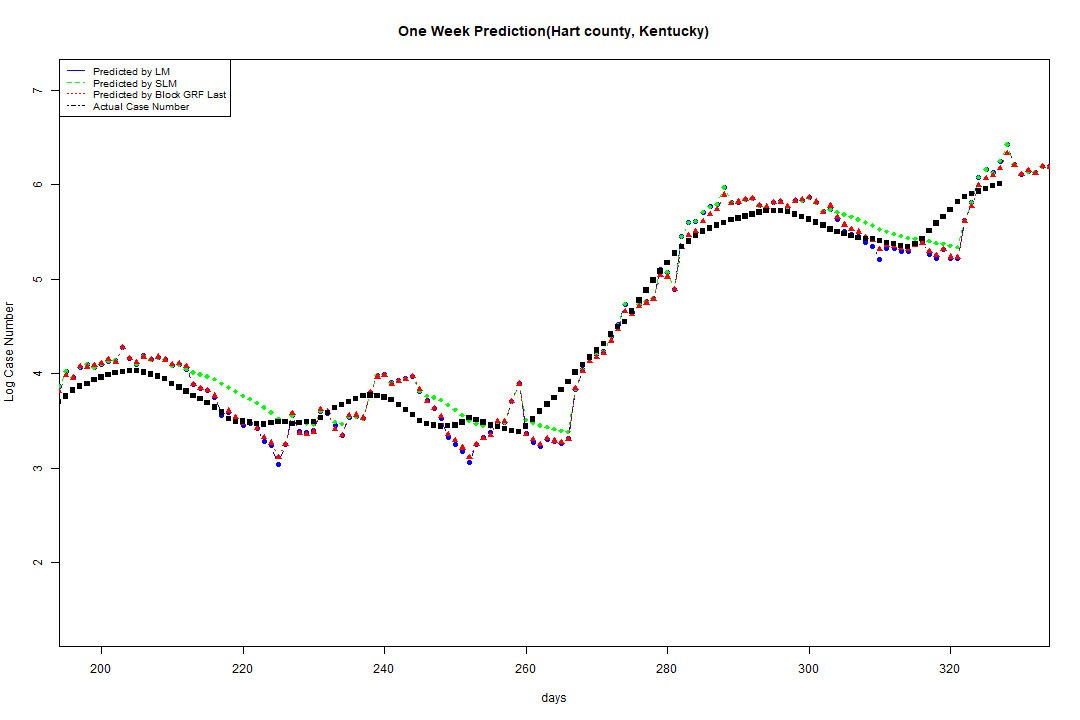 One Week Prediction(Hart county, Kentucky)
Predicted by LM
Predicted by SLM
Predicted by Block GRF Last
Actual Case Number
7
6
5
4
3
2
Log Case Number
200 220 240 260 280 300 320
days